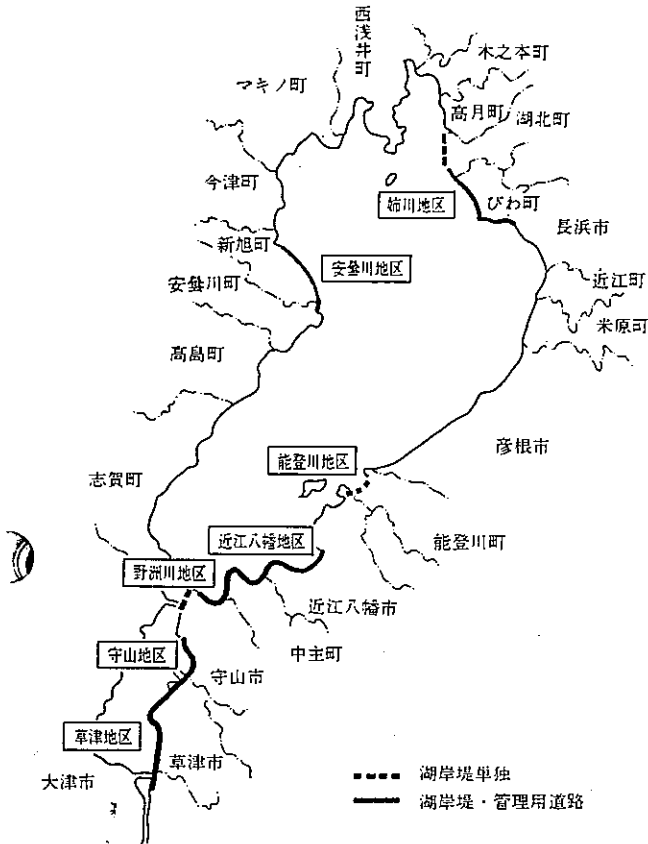 西浅井町
木之本町
マキノ町
高月町
湖北町
今津町
姉川地区
びわ町
長浜市
新旭町
安曇川地区
近江町
安曇川町
米原町
高島町
彦根市
能登川地区
志賀町
近江八幡地区
能登川町
野洲川地区
近江八幡市
中主町
守山地区
守山市
草津地区
草津市
大津市
湖岸堤単独
湖岸堤・管理用道路